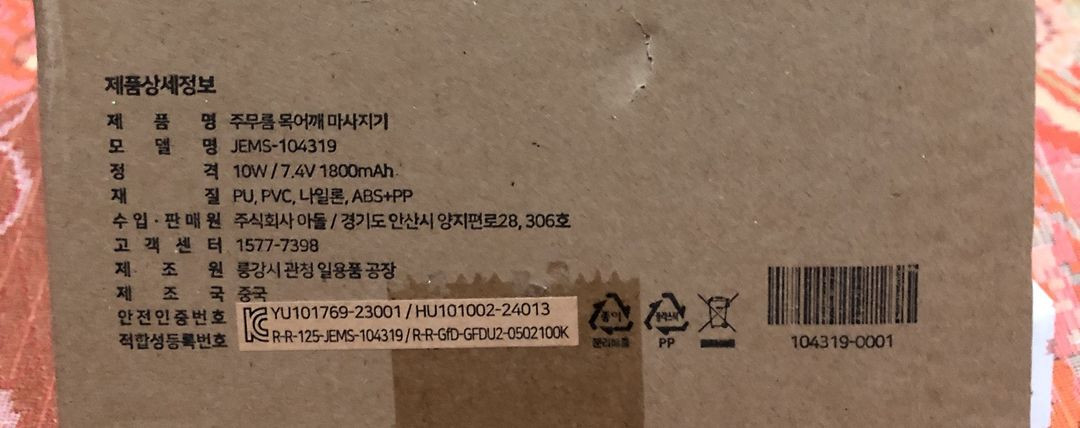 제품상세정보
제 품 명 주무름 목어깨 마사지기
모 델 명 JEMS-104319
정 격 10W / 7.4V 1800mAh
재 질 PU, PVC, 나일론, ABS+PP
수입·판매원 주식회사 아돌 / 경기도 안산시 양지편로28, 306호
고객센터 1577-7398
제 조 원 룽강시 관청 일용품 공장
제 조 국 중국
안전인증번호 YU101769-23001 / HU101002-24013
적합성등록번호 R-R-125-JEMS-104319 / R-R-GfD-GFDU2-0502100K
종이
분리배출
플라스틱
PP
104319-0001